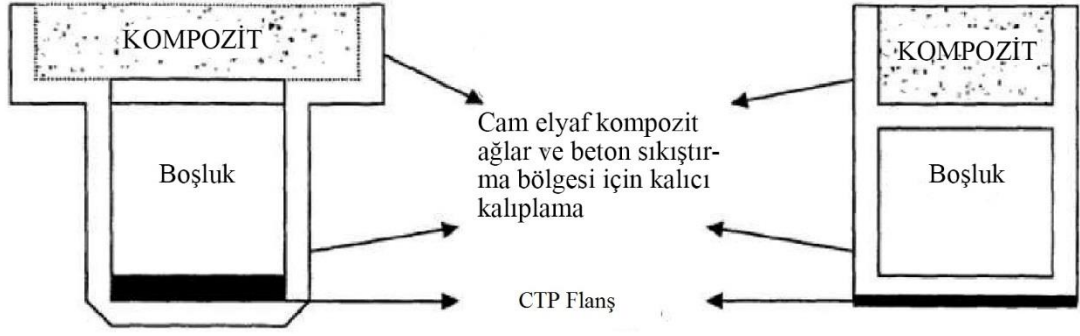 KOMPOZİT
KOMPOZİT
Cam elyaf kompozit
ağlar ve beton sıkıştır-
ma bölgesi için kalıcı
kalıplama
Boşluk
Boşluk
CTP Flanş